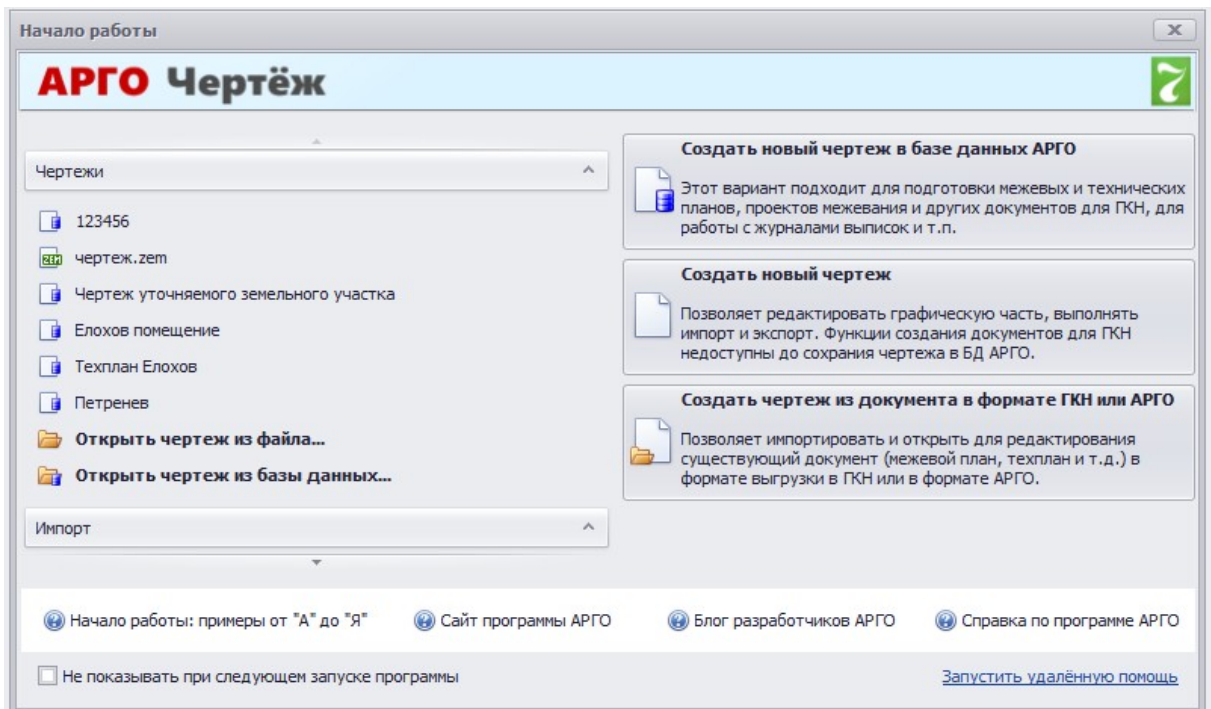 Начало работы
АРГО Чертёж
7
Чертежи
123456
чертеж.zem
Чертеж уточняемого земельного участка
Елохов помещение
Техплан Елохов
Петренев
Открыть чертеж из файла...
Открыть чертеж из базы данных...
Импорт
Создать новый чертеж в базе данных АРГО
Этот вариант подходит для подготовки межевых и технических
планов, проектов межевания и других документов для ГКН, для
работы с журналами выписок и т.п.
Создать новый чертеж
Позволяет редактировать графическую часть, выполнять
импорт и экспорт. Функции создания документов для ГКН
недоступны до сохрания чертежа в БД АРГО.
Создать чертеж из документа в формате ГКН или АРГО
Позволяет импортировать и открыть для редактирования
существующий документ (межевой план, техплан и т.д.) в
формате выгрузки в ГКН или в формате АРГО.
Начало работы: примеры от "А" до "Я"
Сайт программы АРГО
Блог разработчиков АРГО
Справка по программе АРГО
Не показывать при следующем запуске программы
Запустить удалённую помощь